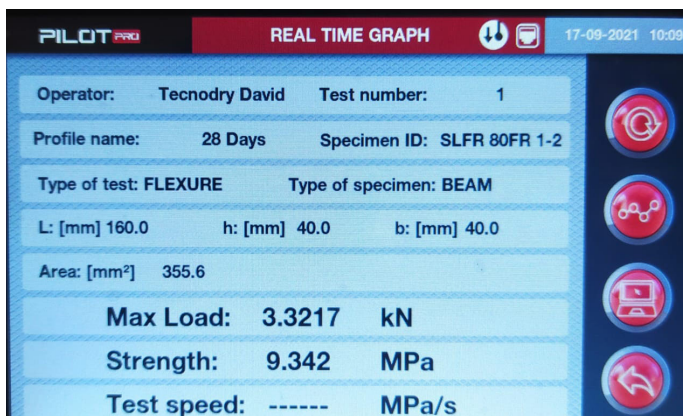 PILOT PRO REAL TIME GRAPH 17-09-2021 10:09
Operator: Tecnodry David Test number: 1
Profile name: 28 Days Specimen ID: SLFR 80FR 1-2
Type of test: FLEXURE Type of specimen: BEAM
L: [mm] 160.0 h: [mm] 40.0 b: [mm] 40.0
Area: [mm²] 355.6
Max Load: 3.3217 kN
Strength: 9.342 MPa
Test speed: ------ MPa/s